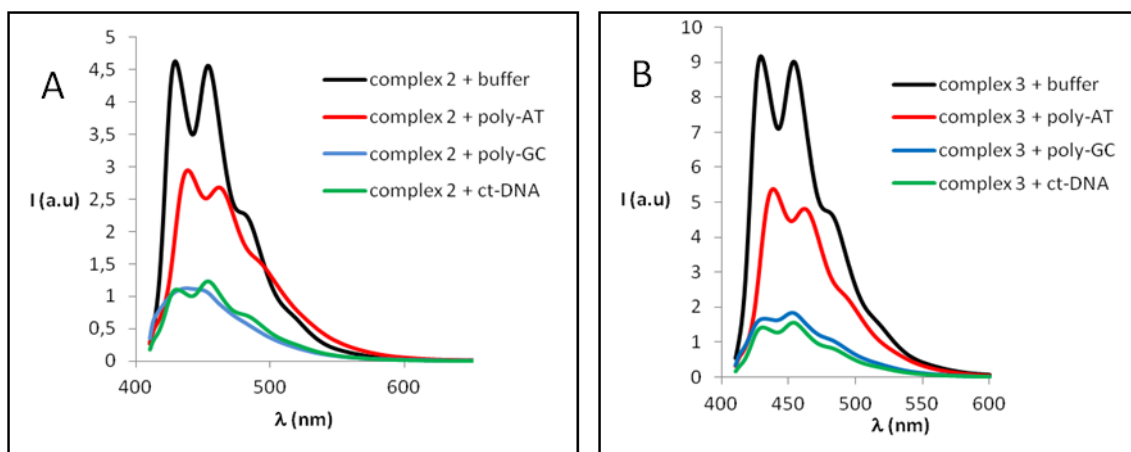 A
5
4,5
4
3,5
3
2,5
2
1,5
1
0,5
0
I (a.u)
400
500
600
λ (nm)
complex 2 + buffer
complex 2 + poly-AT
complex 2 + poly-GC
complex 2 + ct-DNA
B
10
9
8
7
6
5
4
3
2
1
0
I (a.u)
400
450
500
550
600
λ (nm)
complex 3 + buffer
complex 3 + poly-AT
complex 3 + poly-GC
complex 3 + ct-DNA